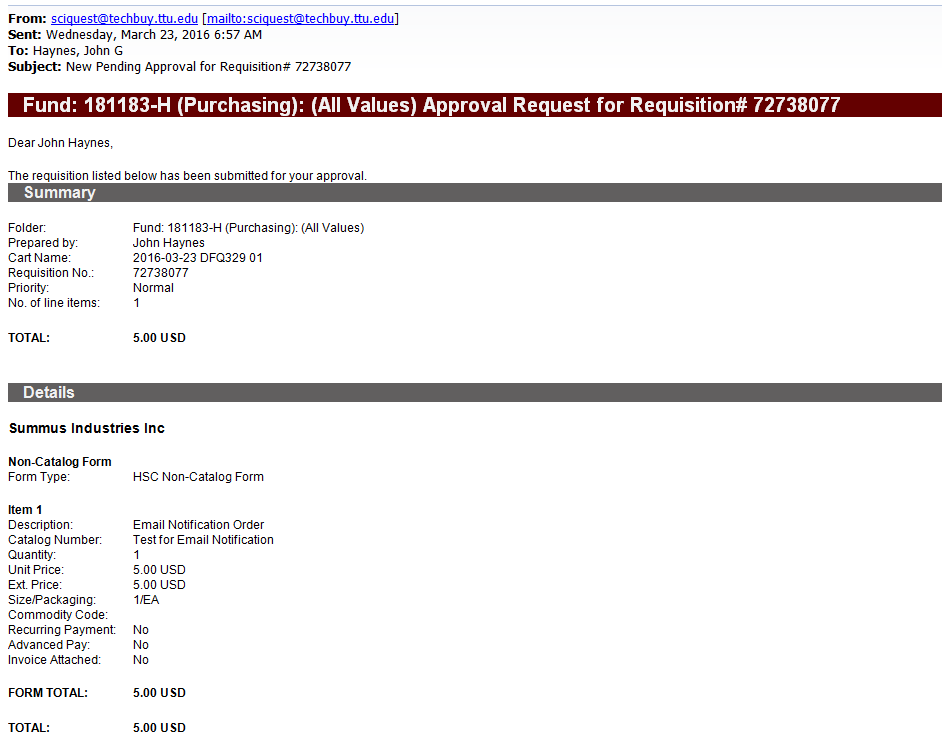 From: sciquest@techbuy.ttu.edu [mailto:sciquest@techbuy.ttu.edu]
Sent: Wednesday, March 23, 2016 6:57 AM
To: Haynes, John G
Subject: New Pending Approval for Requisition# 72738077
Fund: 181183-H (Purchasing): (All Values) Approval Request for Requisition# 72738077
Dear John Haynes,
The requisition listed below has been submitted for your approval.
Summary
Folder: Fund: 181183-H (Purchasing): (All Values)
Prepared by: John Haynes
Cart Name: 2016-03-23 DFQ329 01
Requisition No.: 72738077
Priority: Normal
No. of line items: 1
TOTAL: 5.00 USD
Details
Summus Industries Inc
Non-Catalog Form
Form Type: HSC Non-Catalog Form
Item 1
Description: Email Notification Order
Catalog Number: Test for Email Notification
Quantity: 1
Unit Price: 5.00 USD
Ext. Price: 5.00 USD
Size/Packaging: 1/EA
Commodity Code:
Recurring Payment: No
Advanced Pay: No
Invoice Attached: No
FORM TOTAL: 5.00 USD
TOTAL: 5.00 USD